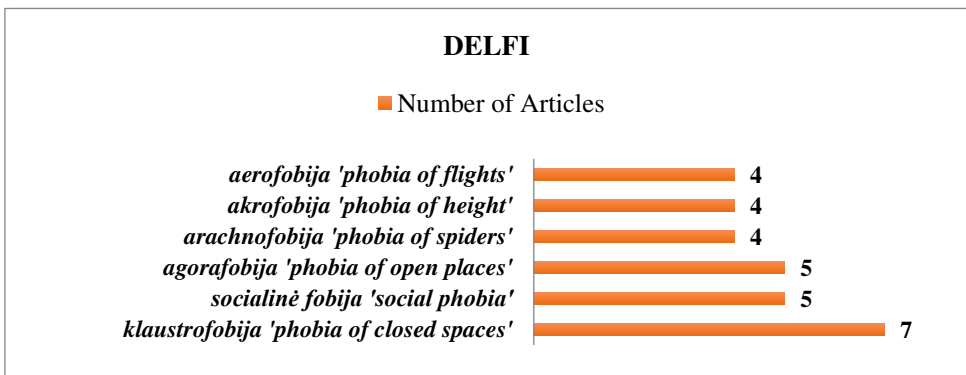 DELFI
Number of Articles
aerofobija 'phobia of flights' 4
akrofobija 'phobia of height' 4
arachnofobija 'phobia of spiders' 4
agorafobija 'phobia of open places' 5
socialinė fobija 'social phobia' 5
klaustrofobija 'phobia of closed spaces' 7